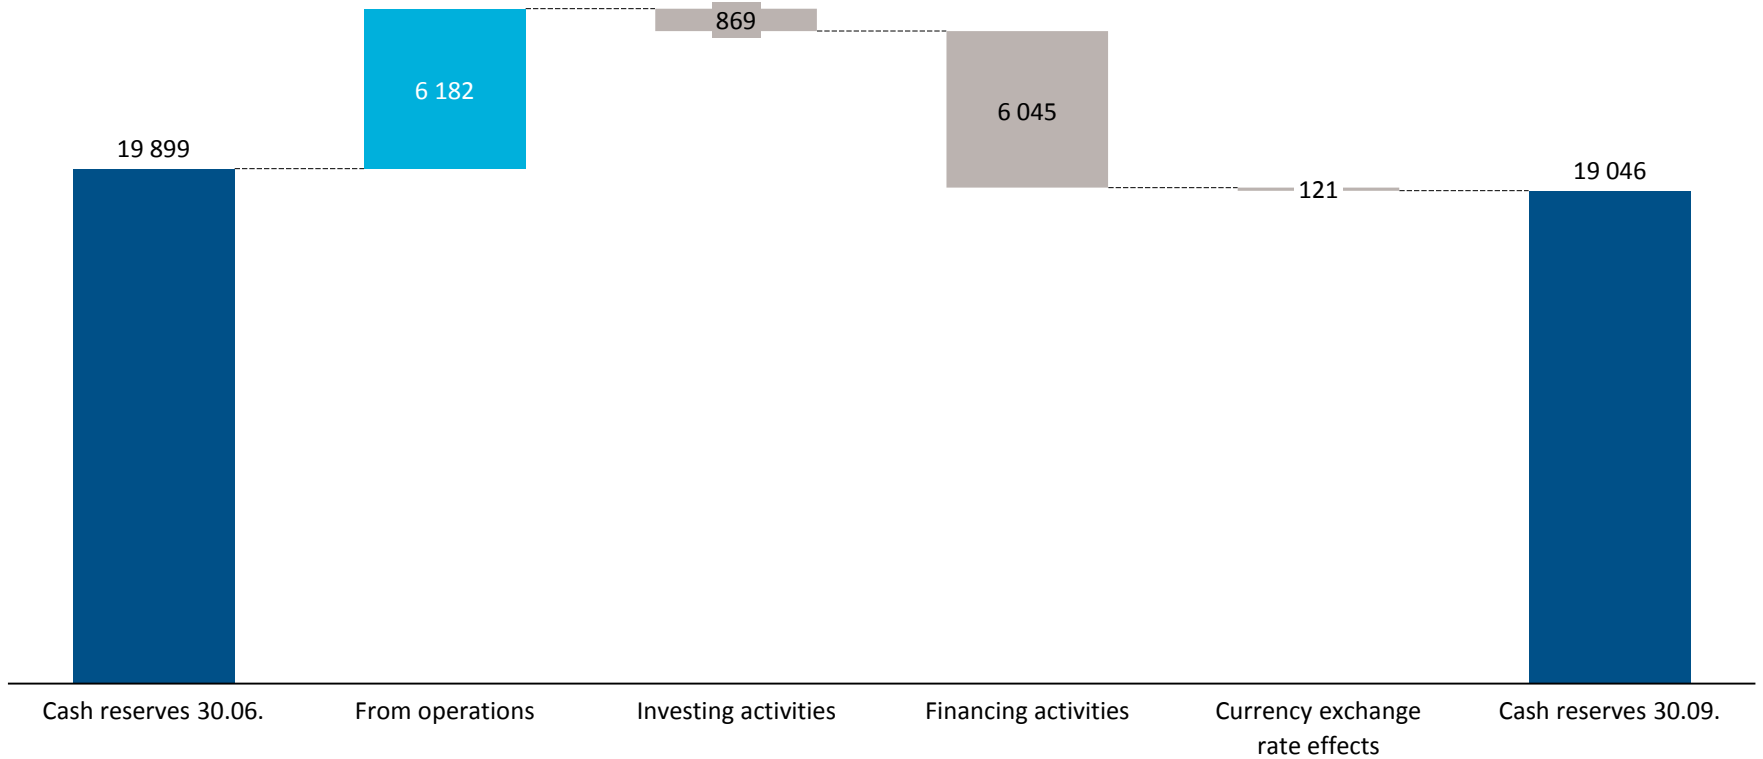 869
6 182
6 045
19 899
19 046
121
Cash reserves 30.06.
From operations
Investing activities
Financing activities
Currency exchange
rate effects
Cash reserves 30.09.